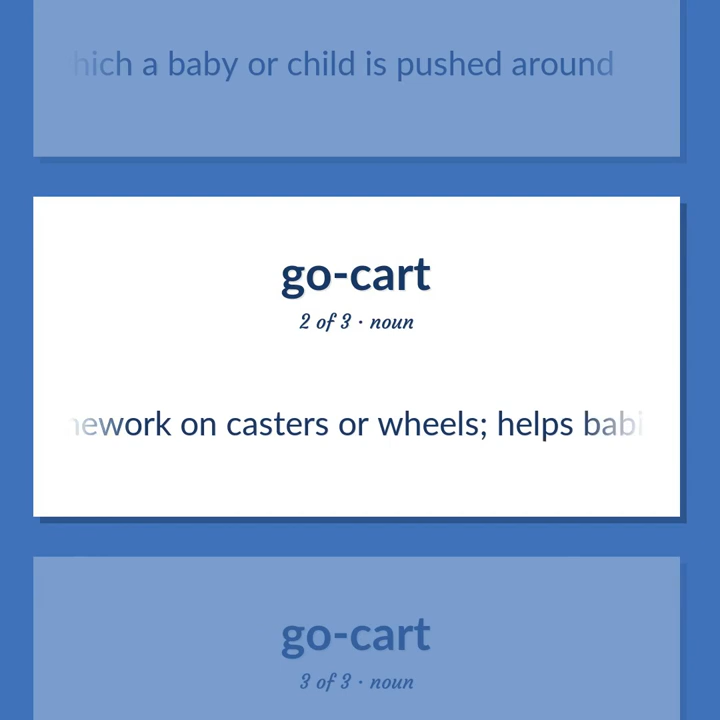 hich a baby or child is pushed around
go-cart
2 of 3 · noun
nework on casters or wheels; helps babi
go-cart
3 of 3 · noun